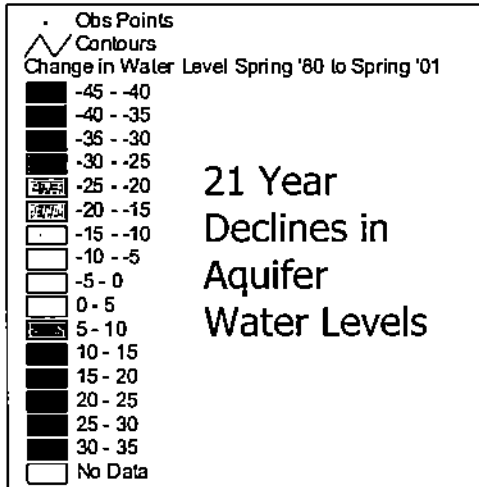 Obs Points
Contours
Change in Water Level Spring '80 to Spring '01
-45 - -40
-40 - -35
-35 - -30
-30 - -25
-25 - -20
-20 - -15
-15 - -10
-10 - -5
-5 - 0
0 - 5
5 - 10
10 - 15
15 - 20
20 - 25
25 - 30
30 - 35
No Data
21 Year
Declines in
Aquifer
Water Levels